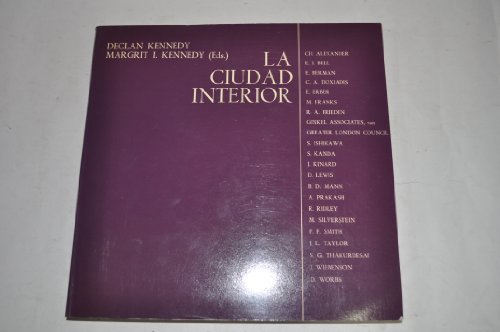 DECLAN KENNEDY
MARGRIT I. KENNEDY (Eds.)
LA
CIUDAD
INTERIOR
CH. ALEXANDER
E. J. BELL
E. BERMAN
C. A. DOXIADIS
E. ERBER
M. FRANKS
R. A. FRIEDEN
GINKEL ASSOCIATES, van
GREATER LONDON COUNCIL
S. ISHIKAWA
S. KANDA
J. KINARD
D. LEWIS
B. D. MANN
A. PRAKASH
R. RIDLEY
M. SILVERSTEIN
P. F. SMITH
J. L. TAYLOR
S. G. THAKURDESAI
D. WIEBENSON
D. WORBS